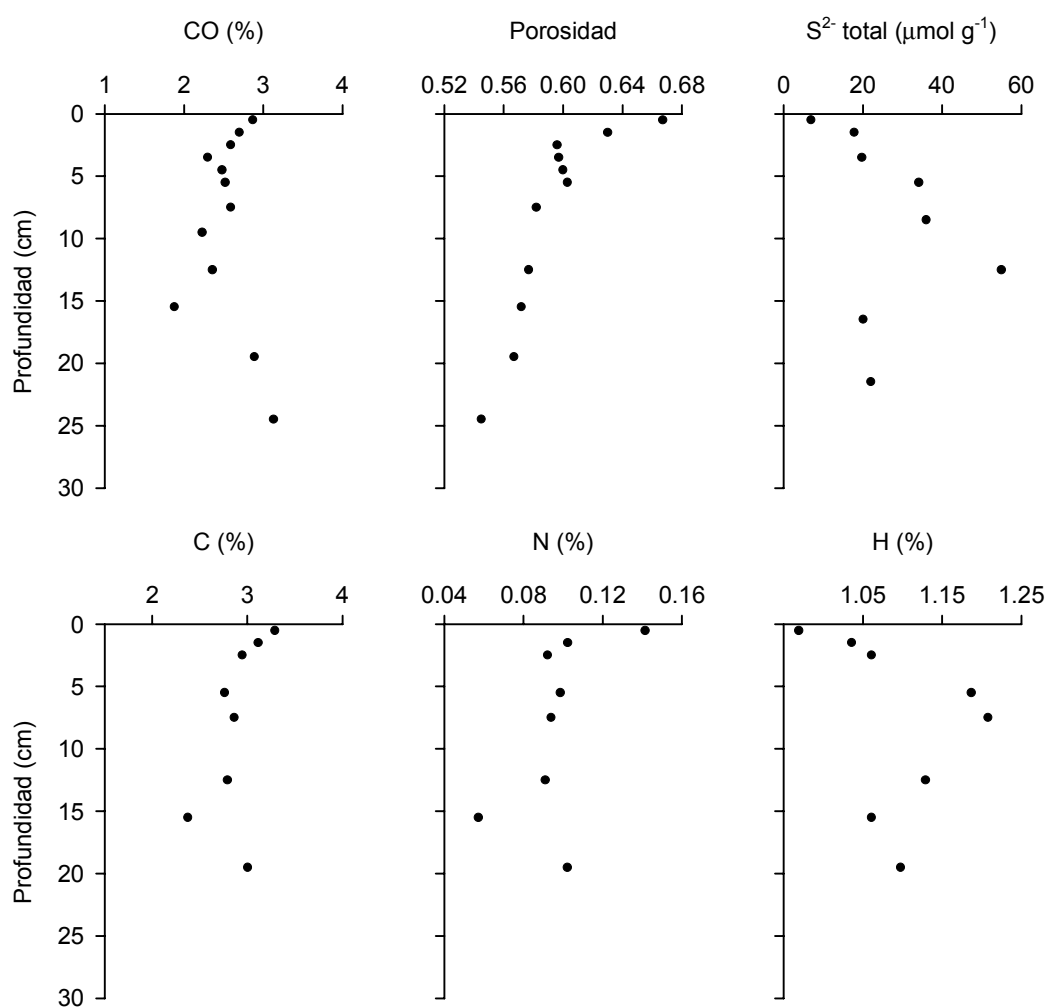 CO (%) Porosidad S²⁻ total (μmol g⁻¹)
1 2 3 4 0.52 0.56 0.60 0.64 0.68 0 20 40 60
0
5
10
15
20
25
30
Profundidad (cm)
C (%) N (%) H (%)
2 3 4 0.04 0.08 0.12 0.16 1.05 1.15 1.25
0
5
10
15
20
25
30
Profundidad (cm)